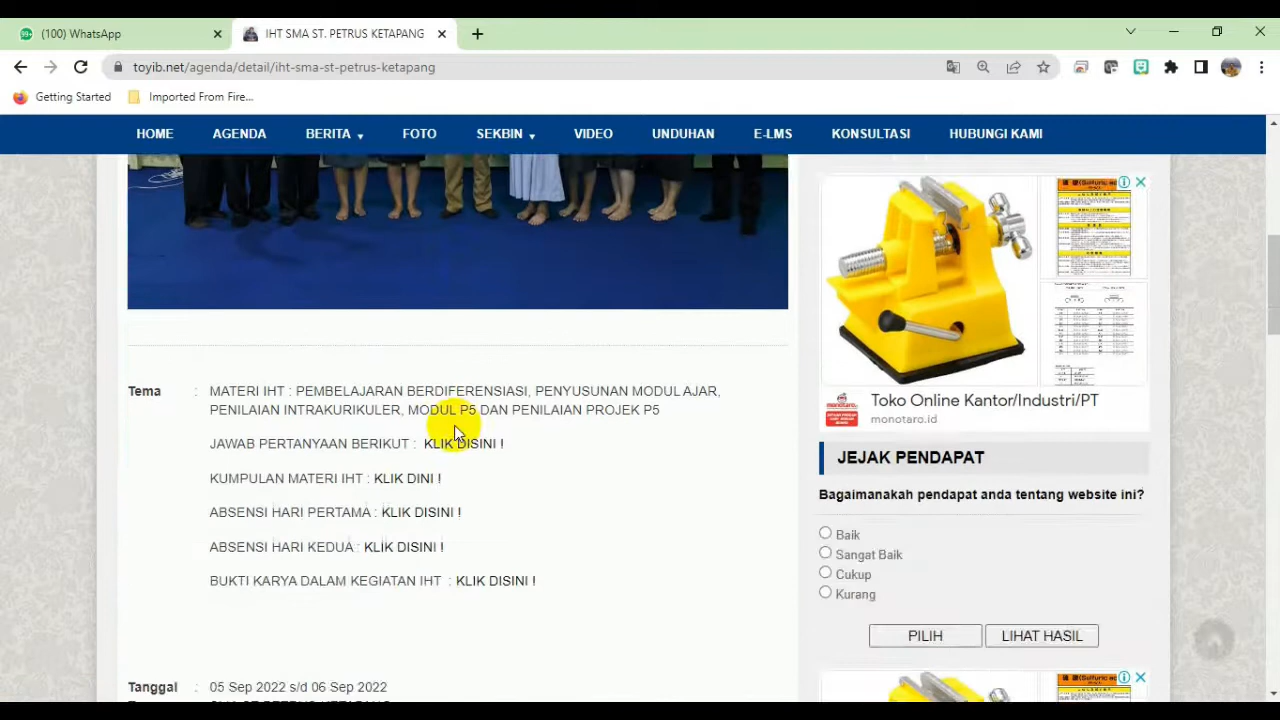 (100) WhatsApp
IHT SMA ST. PETRUS KETAPANG
toyib.net/agenda/detail/iht-sma-st-petrus-ketapang
Getting Started
Imported From Fire...
HOME
AGENDA
BERITA
FOTO
SEKBIN
VIDEO
UNDUHAN
E-LMS
KONSULTASI
HUBUNGI KAMI
Tema : MATERI IHT : PEMBELAJARAN BERDIFERENSIASI, PENYUSUNAN MODUL AJAR,
PENILAIAN INTRAKURIKULER, MODUL P5 DAN PENILAIAN PROJEK P5
JAWAB PERTANYAAN BERIKUT : KLIK DISINI !
KUMPULAN MATERI IHT : KLIK DINI !
ABSENSI HARI PERTAMA : KLIK DISINI !
ABSENSI HARI KEDUA : KLIK DISINI !
BUKTI KARYA DALAM KEGIATAN IHT : KLIK DISINI !
Tanggal : 05 Sep 2022 s/d 06 Sep 2022
monotaro
Toko Online Kantor/Industri/PT
monotaro.id
JEJAK PENDAPAT
Bagaimanakah pendapat anda tentang website ini?
Baik
Sangat Baik
Cukup
Kurang
PILIH
LIHAT HASIL